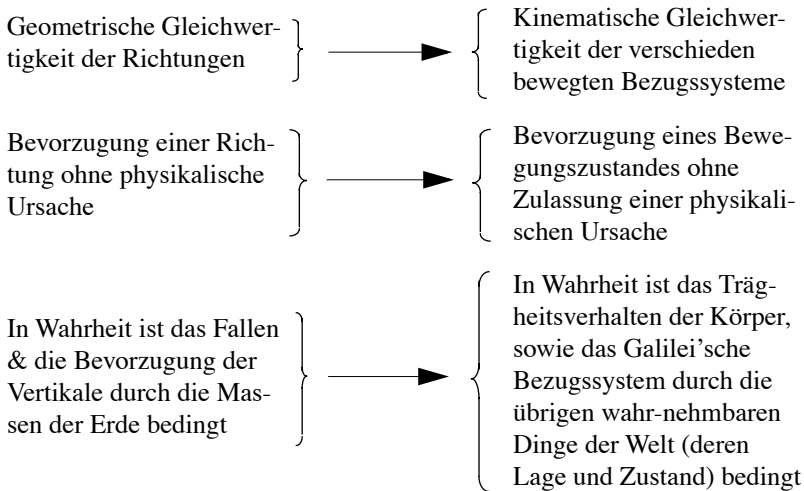 Geometrische Gleichwer-
tigkeit der Richtungen
Kinematische Gleichwer-
tigkeit der verschieden
bewegten Bezugssysteme
Bevorzugung einer Rich-
tung ohne physikalische
Ursache
Bevorzugung eines Bewe-
gungszustandes ohne
Zulassung einer physikali-
schen Ursache
In Wahrheit ist das Fallen
& die Bevorzugung der
Vertikale durch die Mas-
sen der Erde bedingt
In Wahrheit ist das Träg-
heitsverhalten der Körper,
sowie das Galilei’sche
Bezugssystem durch die
übrigen wahr-nehmbaren
Dinge der Welt (deren
Lage und Zustand) bedingt